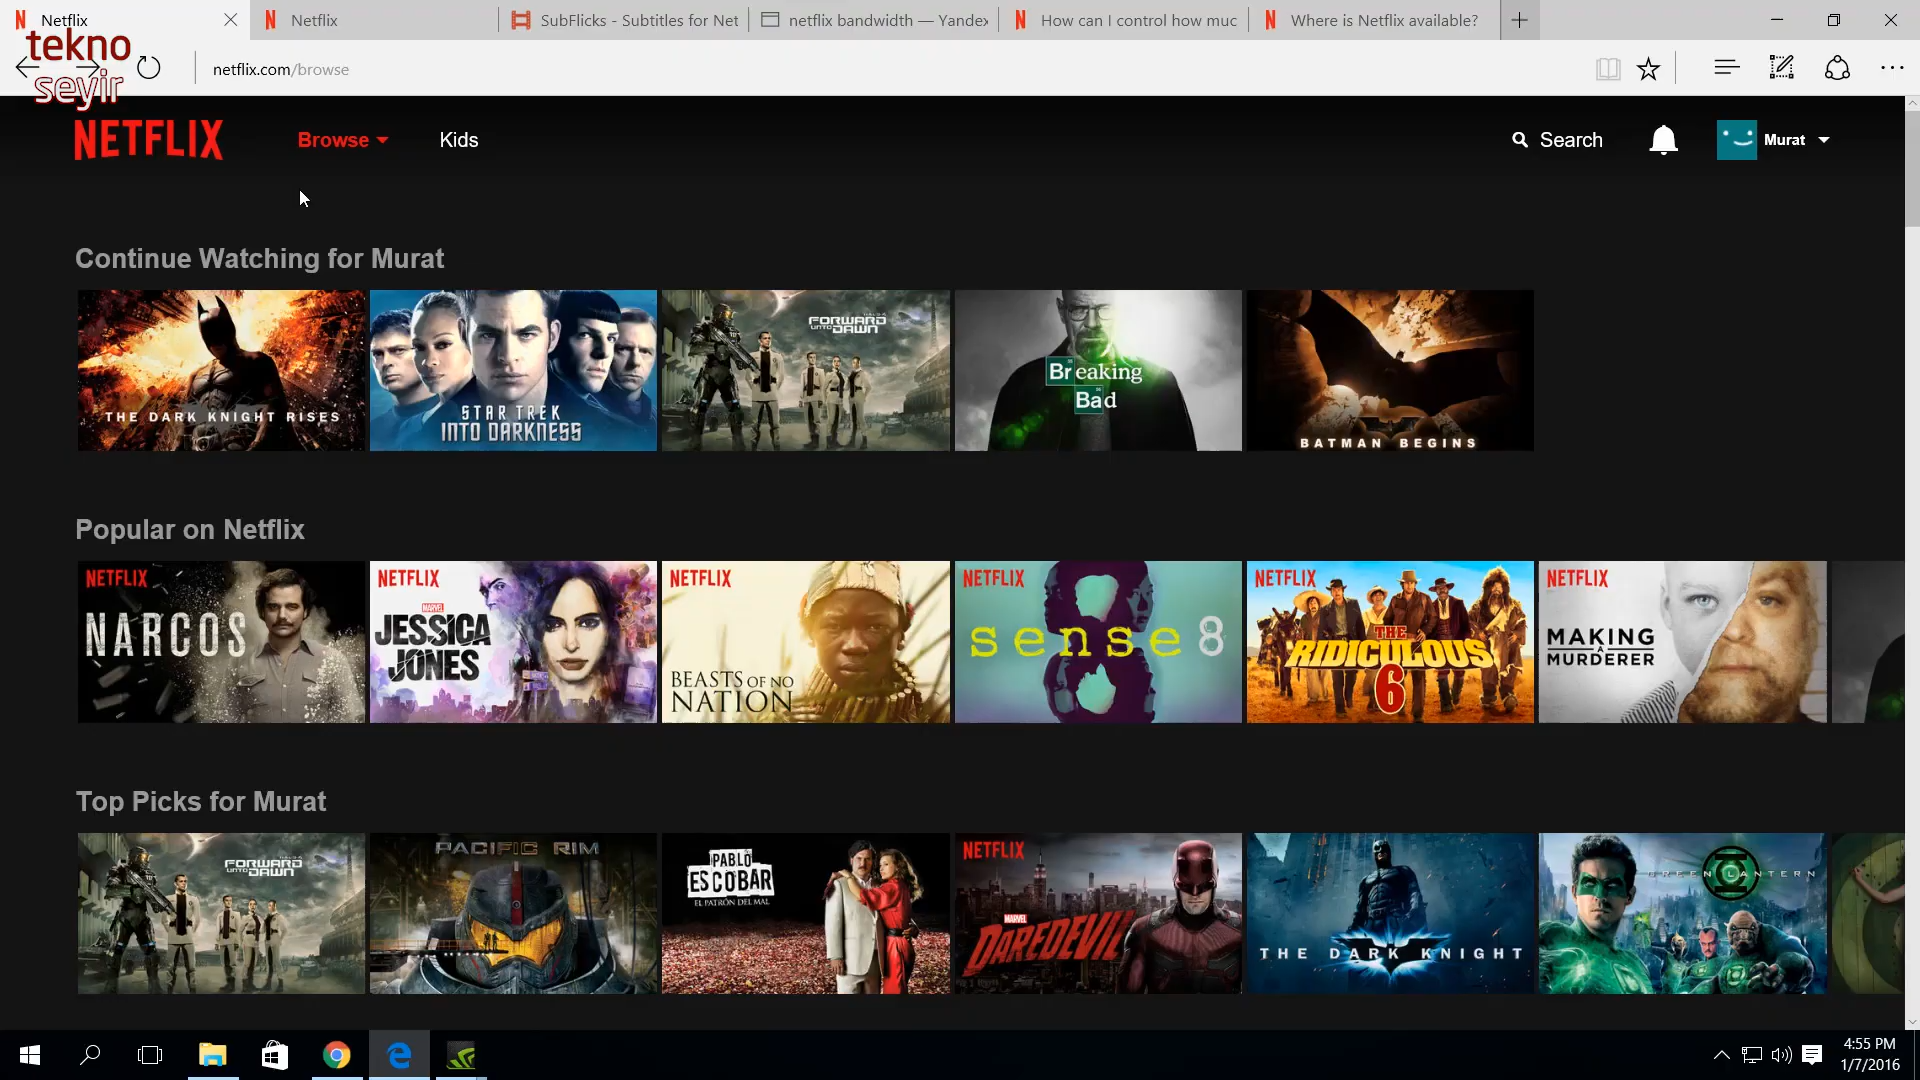 Netflix
Netflix
SubFlicks - Subtitles for Net
netflix bandwidth — Yandex
How can I control how muc
Where is Netflix available?
tekno
seyir
netflix.com/browse
NETFLIX
Browse
Kids
Search
Murat
Continue Watching for Murat
THE DARK KNIGHT RISES
STAR TREK
INTO DARKNESS
FORWARD
UNTO DAWN
Breaking
Bad
BATMAN BEGINS
Popular on Netflix
NETFLIX
NARCOS
NETFLIX
MARVEL
JESSICA
JONES
NETFLIX
BEASTS OF NO
NATION
NETFLIX
sense8
NETFLIX
THE
RIDICULOUS
6
NETFLIX
MAKING
A
MURDERER
Top Picks for Murat
FORWARD
UNTO DAWN
PACIFIC RIM
PABLO
ESCOBAR
EL PATRÓN DEL MAL
NETFLIX
MARVEL
DAREDEVIL
THE DARK KNIGHT
GREEN LANTERN
4:55 PM
1/7/2016